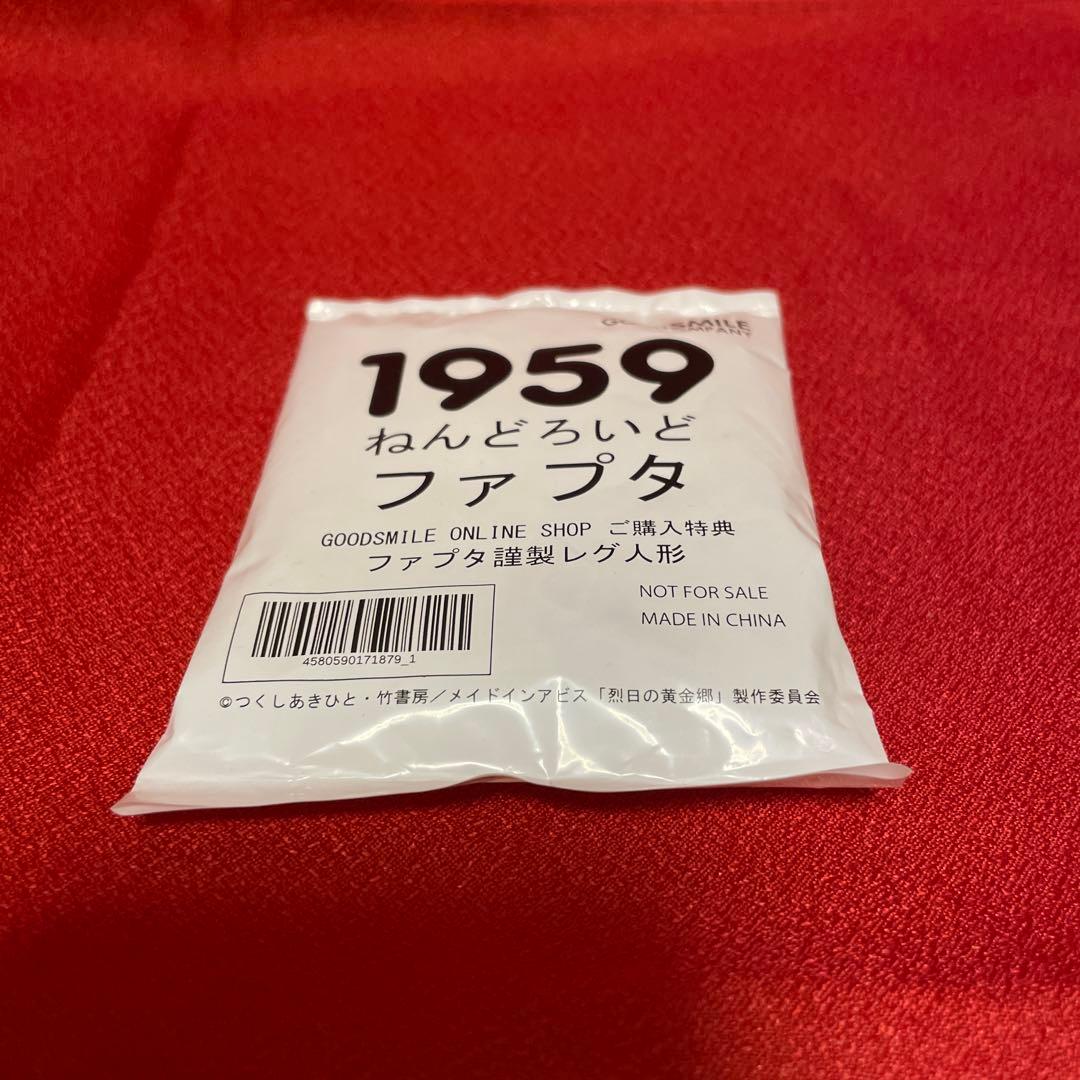 GOODSMILE
COMPANY
1959
ねんどろいど
ファプタ
GOODSMILE ONLINE SHOP ご購入特典
ファプタ謹製レグ人形
NOT FOR SALE
MADE IN CHINA
4580590171879_1
©つくしあきひと・竹書房／メイドインアビス「烈日の黄金郷」製作委員会